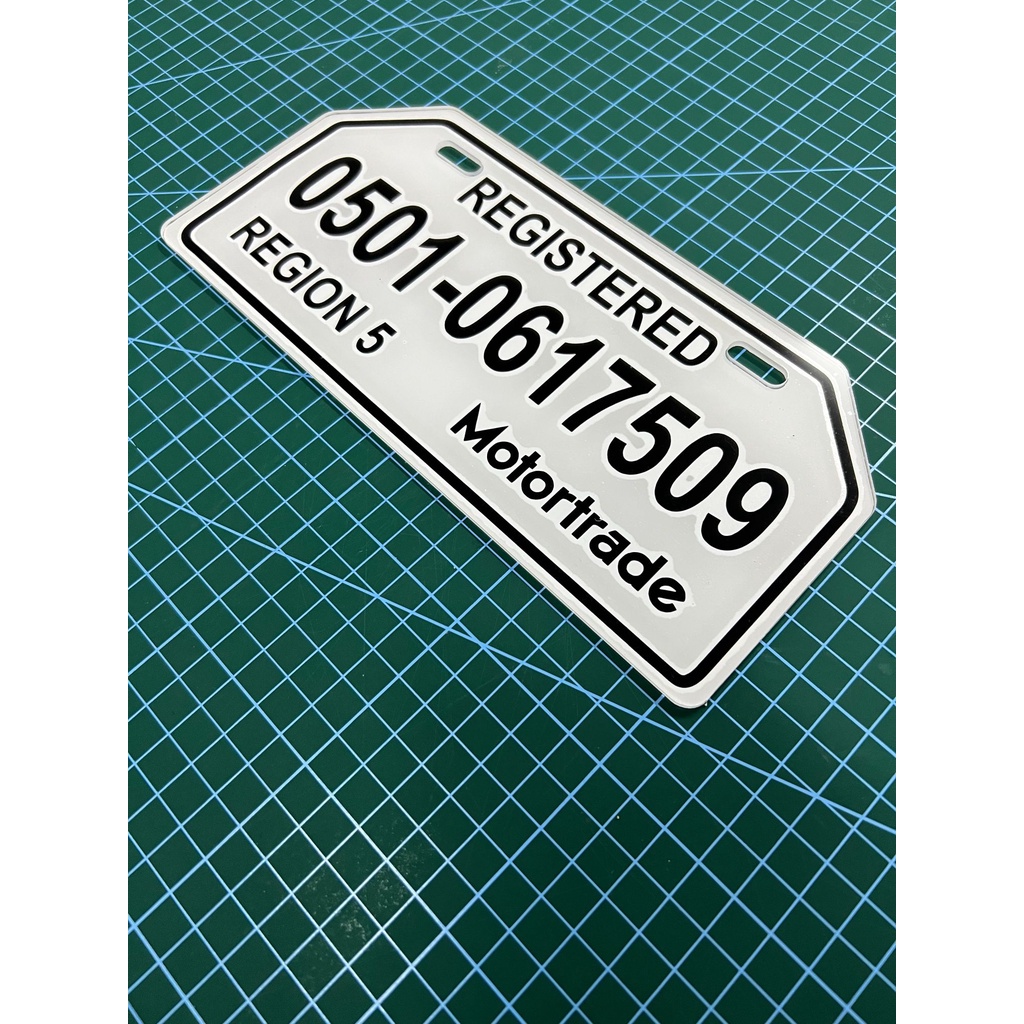 REGISTERED
0501-0617509
REGION 5
Motortrade